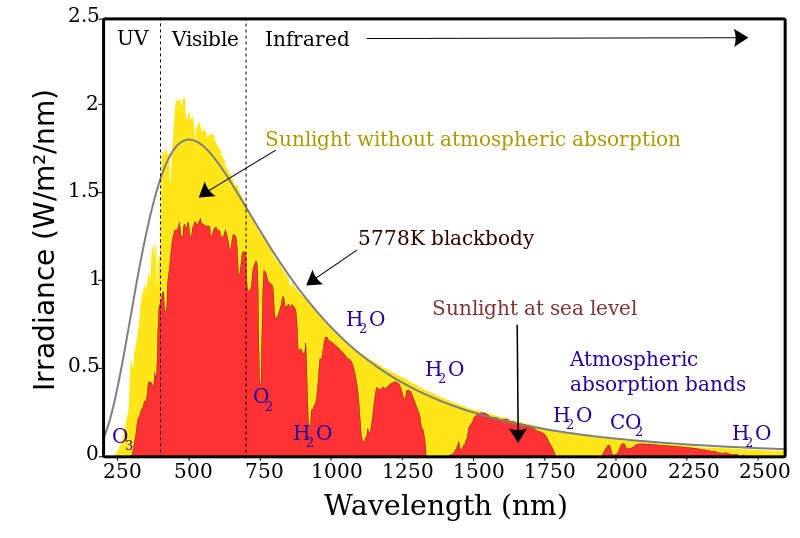 2.5
UV Visible Infrared
2
Sunlight without atmospheric absorption
1.5
5778K blackbody
1
Sunlight at sea level
H₂O
0.5
H₂O
Atmospheric
absorption bands
O₂
H₂O
CO₂
O₃
H₂O
H₂O
0
250 500 750 1000 1250 1500 1750 2000 2250 2500
Wavelength (nm)
Irradiance (W/m²/nm)